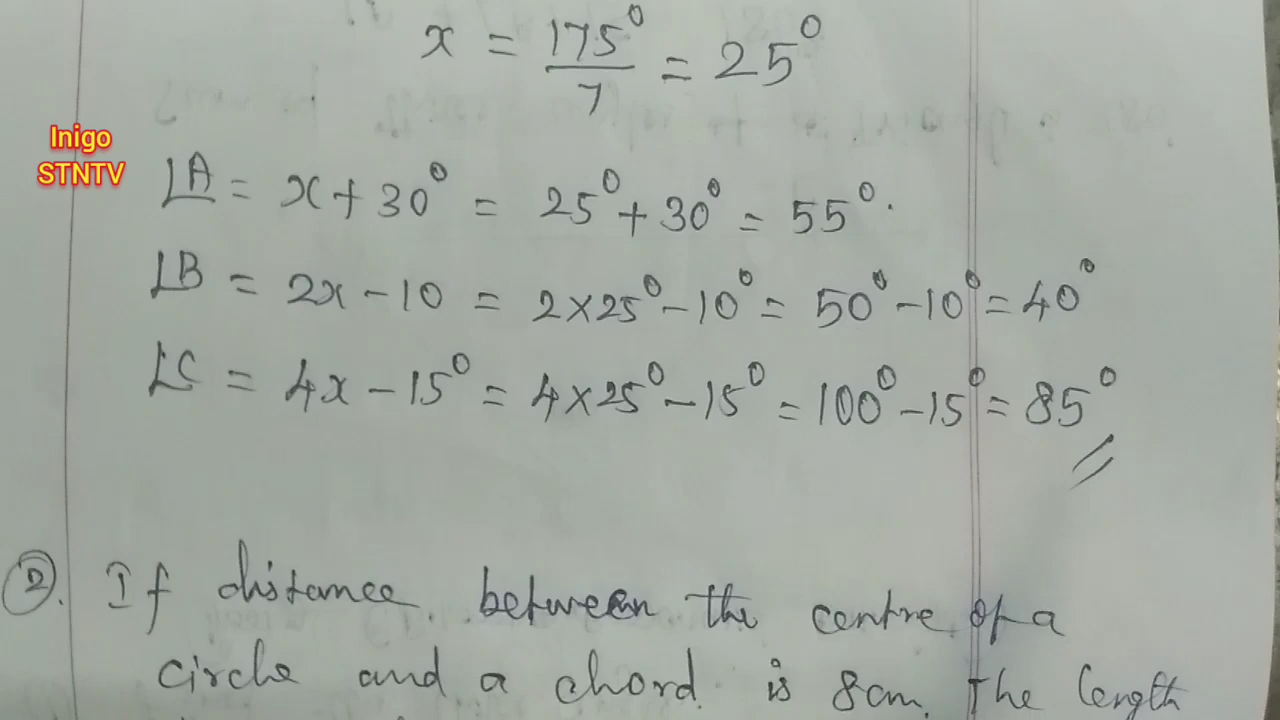 x = 175° / 7 = 25°
Inigo
STNTV
∠A = x + 30° = 25° + 30° = 55°.
∠B = 2x - 10 = 2 × 25° - 10° = 50° - 10° = 40°
∠C = 4x - 15° = 4 × 25° - 15° = 100° - 15° = 85°
2. If distance between the centre of a
circle and a chord is 8cm. The length